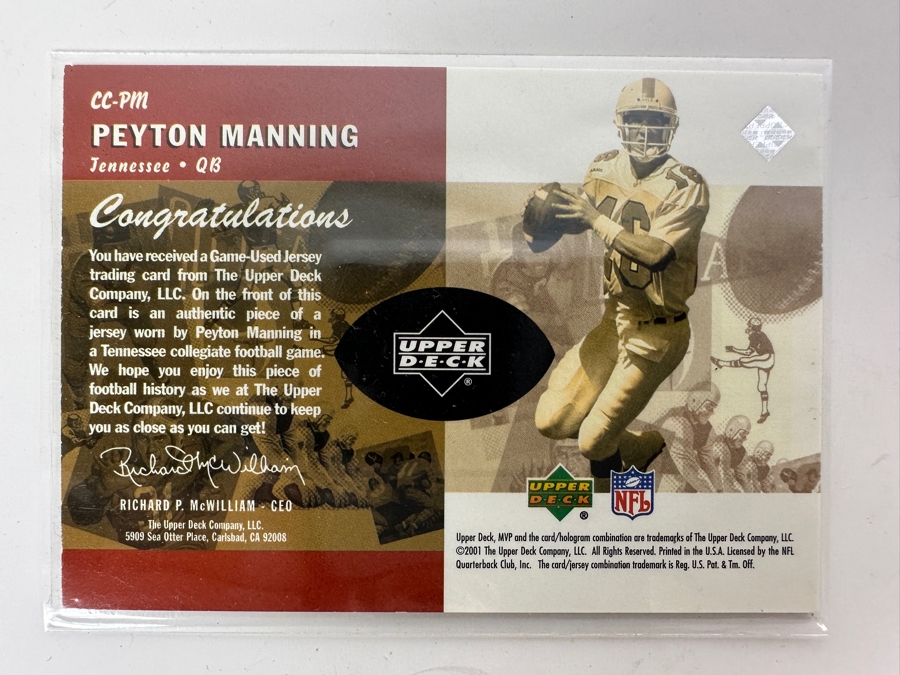 CC-PM
PEYTON MANNING
Tennessee • QB
Congratulations
You have received a Game-Used Jersey
trading card from The Upper Deck
Company, LLC. On the front of this
card is an authentic piece of a
jersey worn by Peyton Manning in
a Tennessee collegiate football game.
We hope you enjoy this piece of
football history as we at The Upper
Deck Company, LLC continue to keep
you as close as you can get!
Richard McWilliam
RICHARD P. McWILLIAM - CEO
The Upper Deck Company, LLC.
5909 Sea Otter Place, Carlsbad, CA 92008
UPPER
D·E·C·K
®
16
16
UPPER
D·E·C·K
®
NFL
Upper Deck, MVP and the card/hologram combination are trademarks of The Upper Deck Company, LLC.
©2001 The Upper Deck Company, LLC. All Rights Reserved. Printed in the U.S.A. Licensed by the NFL
Quarterback Club, Inc. The card/jersey combination trademark is Reg. U.S. Pat. & Tm. Off.